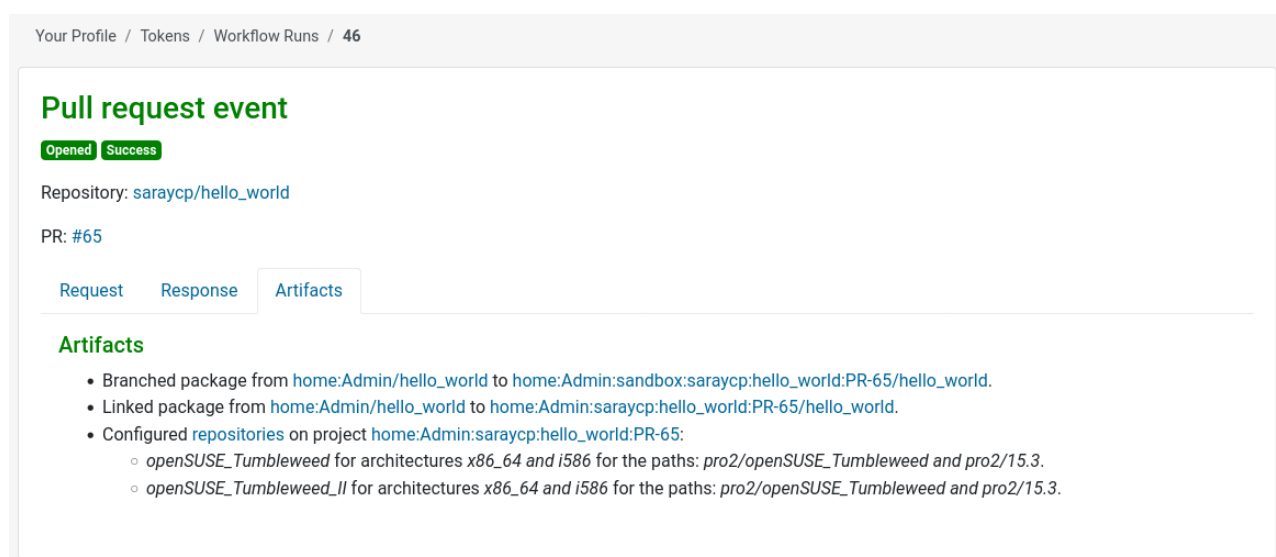 Your Profile / Tokens / Workflow Runs / 46
Pull request event
Opened Success
Repository: saraycp/hello_world
PR: #65
Request Response Artifacts
Artifacts
• Branched package from home:Admin/hello_world to home:Admin:sandbox:saraycp:hello_world:PR-65/hello_world.
• Linked package from home:Admin/hello_world to home:Admin:saraycp:hello_world:PR-65/hello_world.
• Configured repositories on project home:Admin:saraycp:hello_world:PR-65:
○ openSUSE_Tumbleweed for architectures x86_64 and i586 for the paths: pro2/openSUSE_Tumbleweed and pro2/15.3.
○ openSUSE_Tumbleweed_II for architectures x86_64 and i586 for the paths: pro2/openSUSE_Tumbleweed and pro2/15.3.